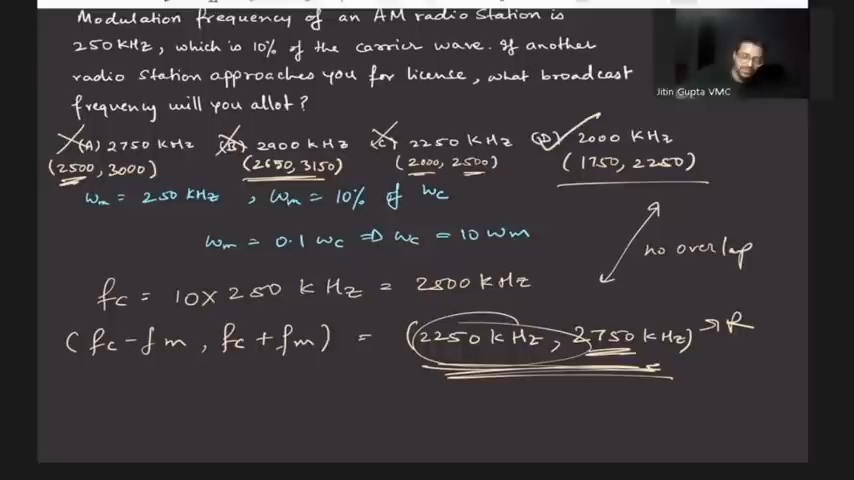 Modulation frequency of an AM radio Station is
250 KHz, which is 10% of the carrier wave. If another
radio Station approaches you for license, what broadcast
frequency will you allot?
Jitin Gupta VMC
(A) 2750 KHz (B) 2900 KHz (C) 2250 KHz (D) 2000 KHz
(2500, 3000) (2650, 3150) (2000, 2500) (1750, 2250)
ωm = 250 KHz , ωm = 10% of ωc
ωm = 0.1 ωc ⇒ ωc = 10 ωm
no overlap
fc = 10 x 250 KHz = 2500 KHz
(fc - fm , fc + fm) = (2250 KHz , 2750 KHz) → R